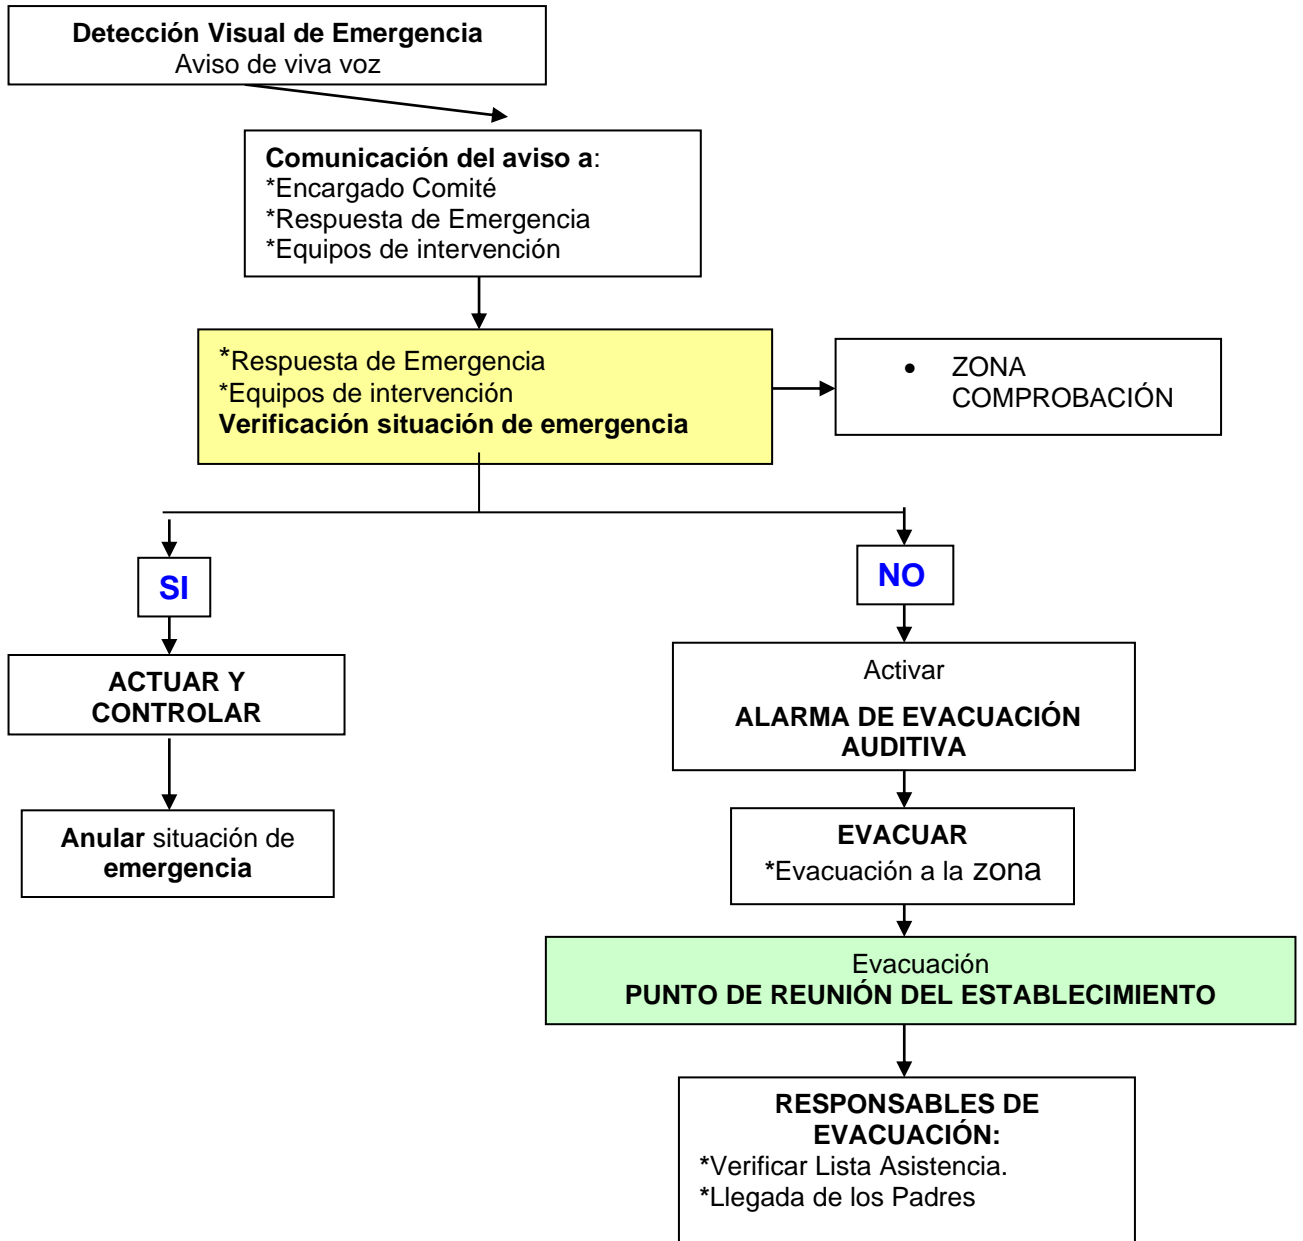 Detección Visual de Emergencia
Aviso de viva voz
Comunicación del aviso a:
*Encargado Comité
*Respuesta de Emergencia
*Equipos de intervención
*Respuesta de Emergencia
*Equipos de intervención
Verificación situación de emergencia
• ZONA
COMPROBACIÓN
SI
NO
ACTUAR Y
CONTROLAR
Activar
ALARMA DE EVACUACIÓN
AUDITIVA
Anular situación de
emergencia
EVACUAR
*Evacuación a la zona
Evacuación
PUNTO DE REUNIÓN DEL ESTABLECIMIENTO
RESPONSABLES DE
EVACUACIÓN:
*Verificar Lista Asistencia.
*Llegada de los Padres